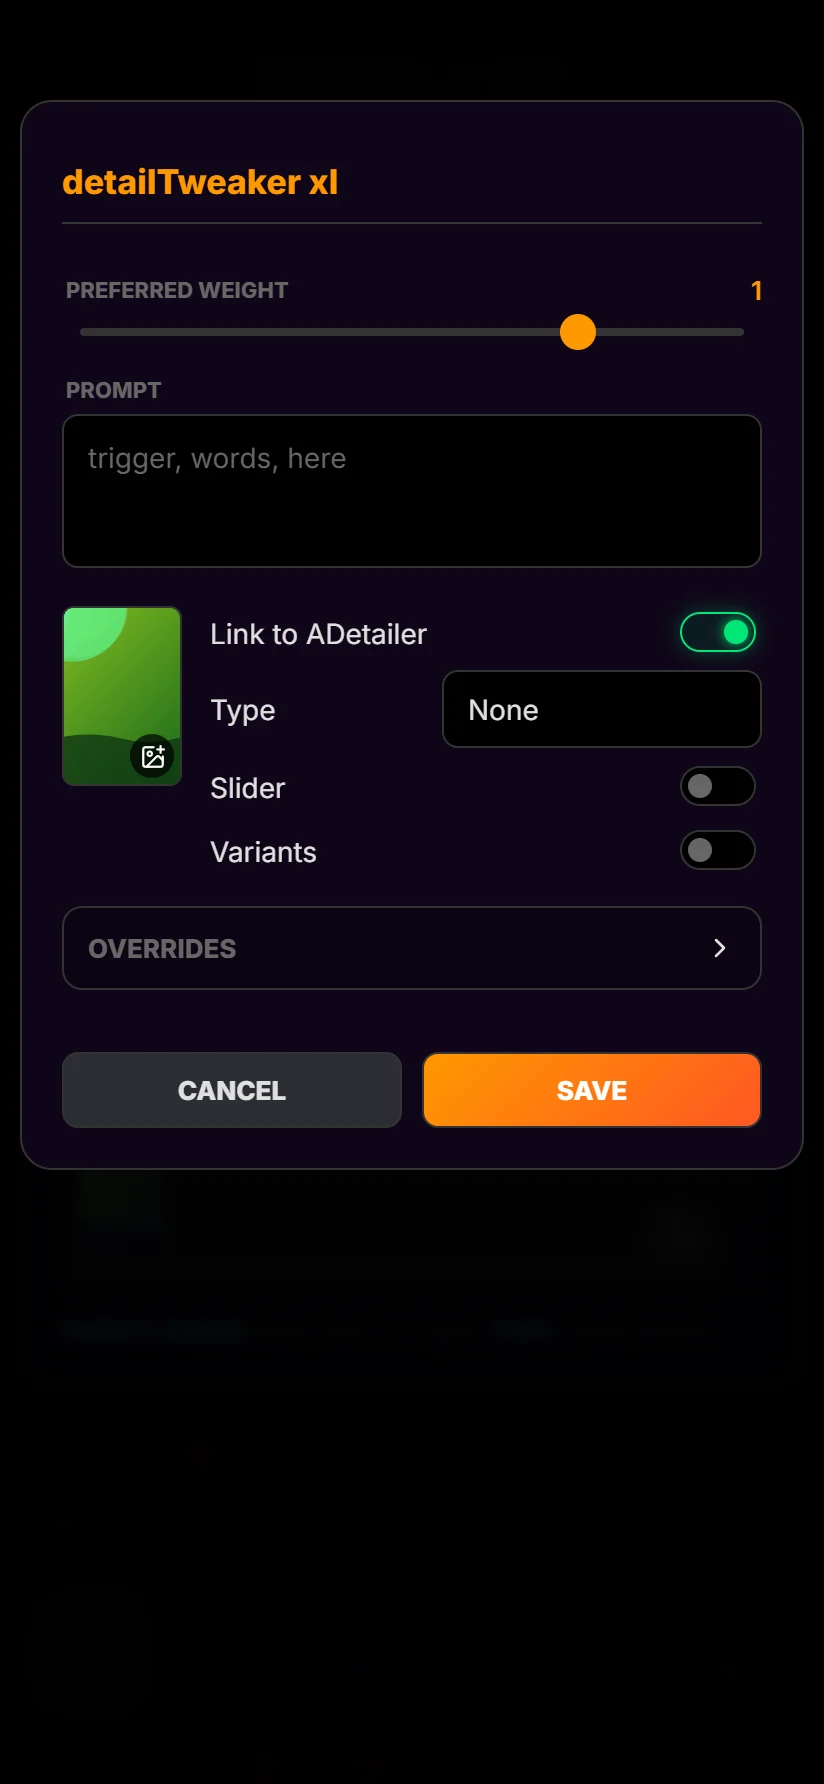 detailTweaker xl
PREFERRED WEIGHT 1
PROMPT
trigger, words, here
Link to ADetailer
Type None
Slider
Variants
OVERRIDES
CANCEL SAVE